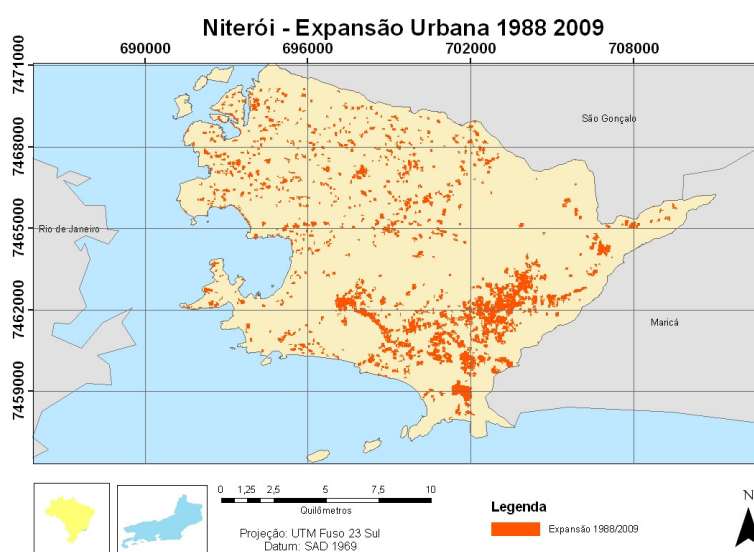 Niterói - Expansão Urbana 1988 2009
690000 696000 702000 708000
7471000
São Gonçalo
7468000
7465000
Rio de Janeiro
7462000
Maricá
7459000
0 1,25 2,5 5 7,5 10
Quilômetros
Projeção: UTM Fuso 23 Sul
Datum: SAD 1969
Legenda
Expansão 1988/2009
N